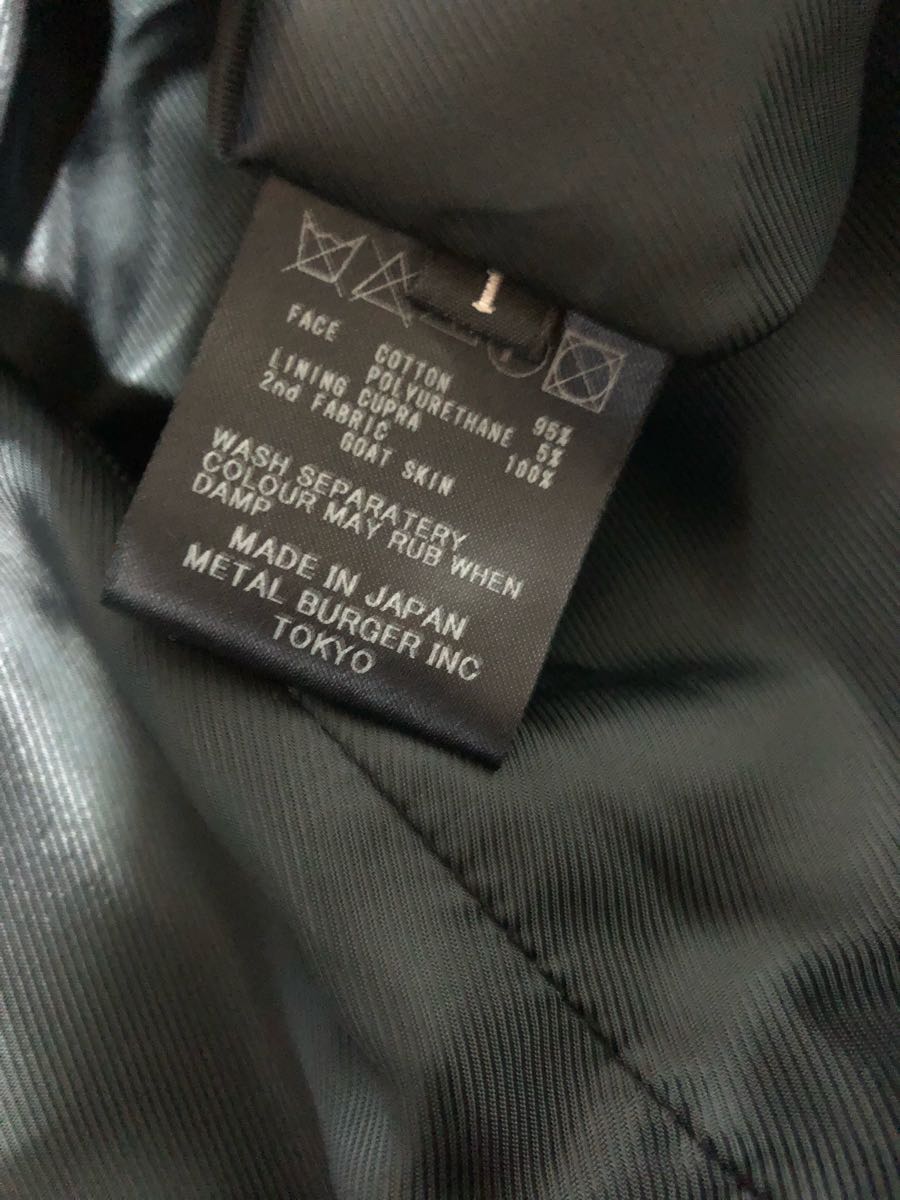 1
FACE COTTON 95%
POLYURETHANE 5%
LINING CUPRA 100%
2nd FABRIC
GOAT SKIN
WASH SEPARATERY
COLOUR MAY RUB WHEN
DAMP
MADE IN JAPAN
METAL BURGER INC
TOKYO